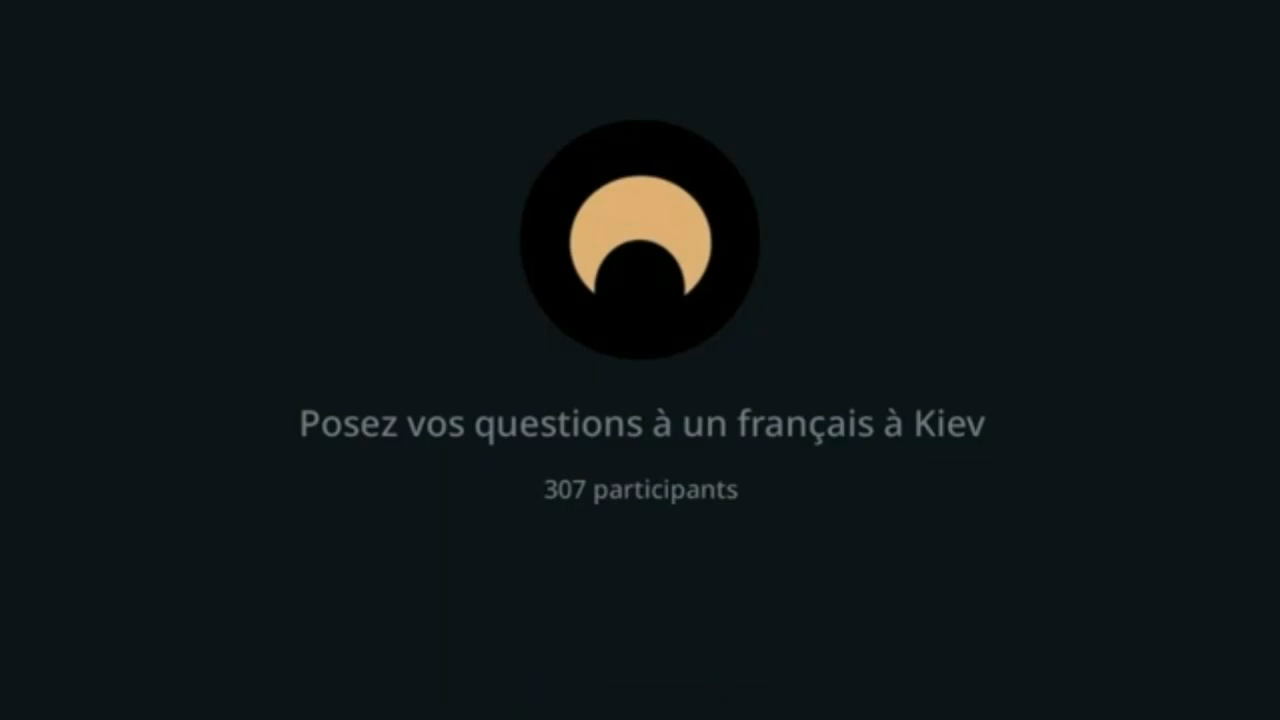 Posez vos questions à un français à Kiev
307 participants